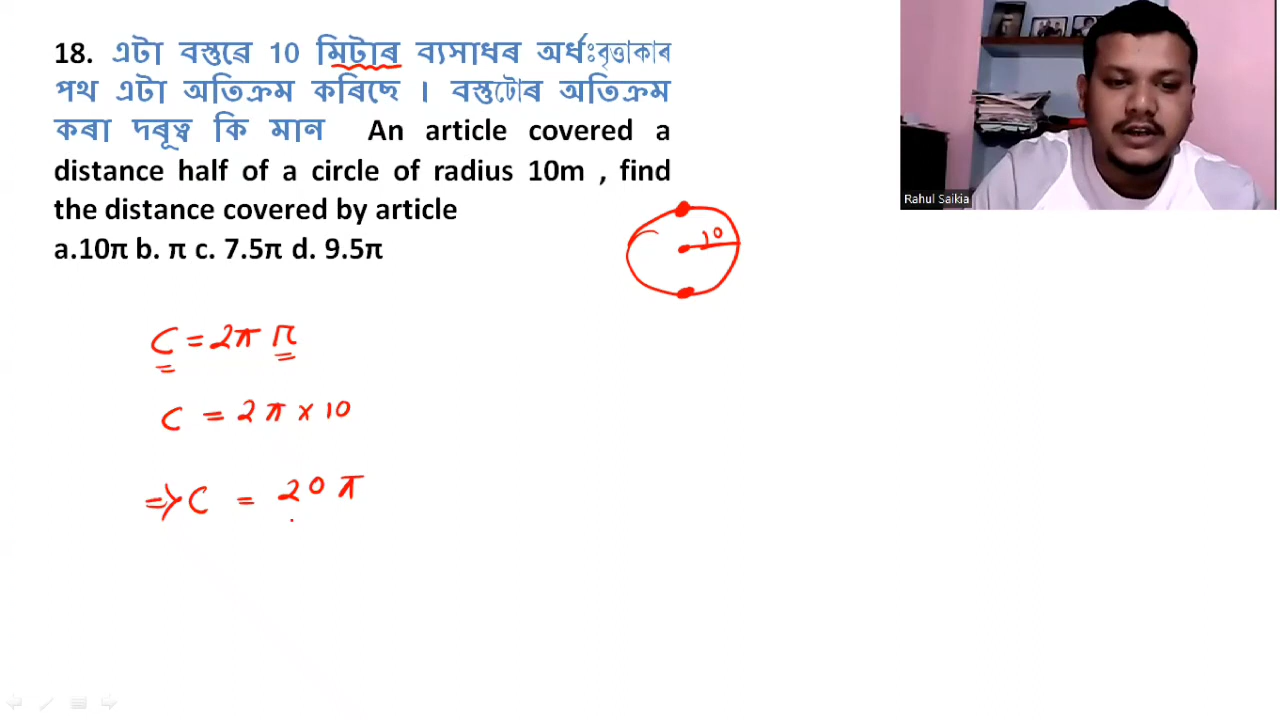 18. এটা বস্তুৱে 10 মিটাৰ ব্যসাধৰ অৰ্ধঃবৃত্তাকাৰ
পথ এটা অতিক্ৰম কৰিছে । বস্তুটোৰ অতিক্ৰম
কৰা দৰূত্ব কি মান An article covered a
distance half of a circle of radius 10m , find
the distance covered by article
a.10π b. π c. 7.5π d. 9.5π
10
C = 2π r
C = 2π × 10
⇒ C = 20 π
Rahul Saikia